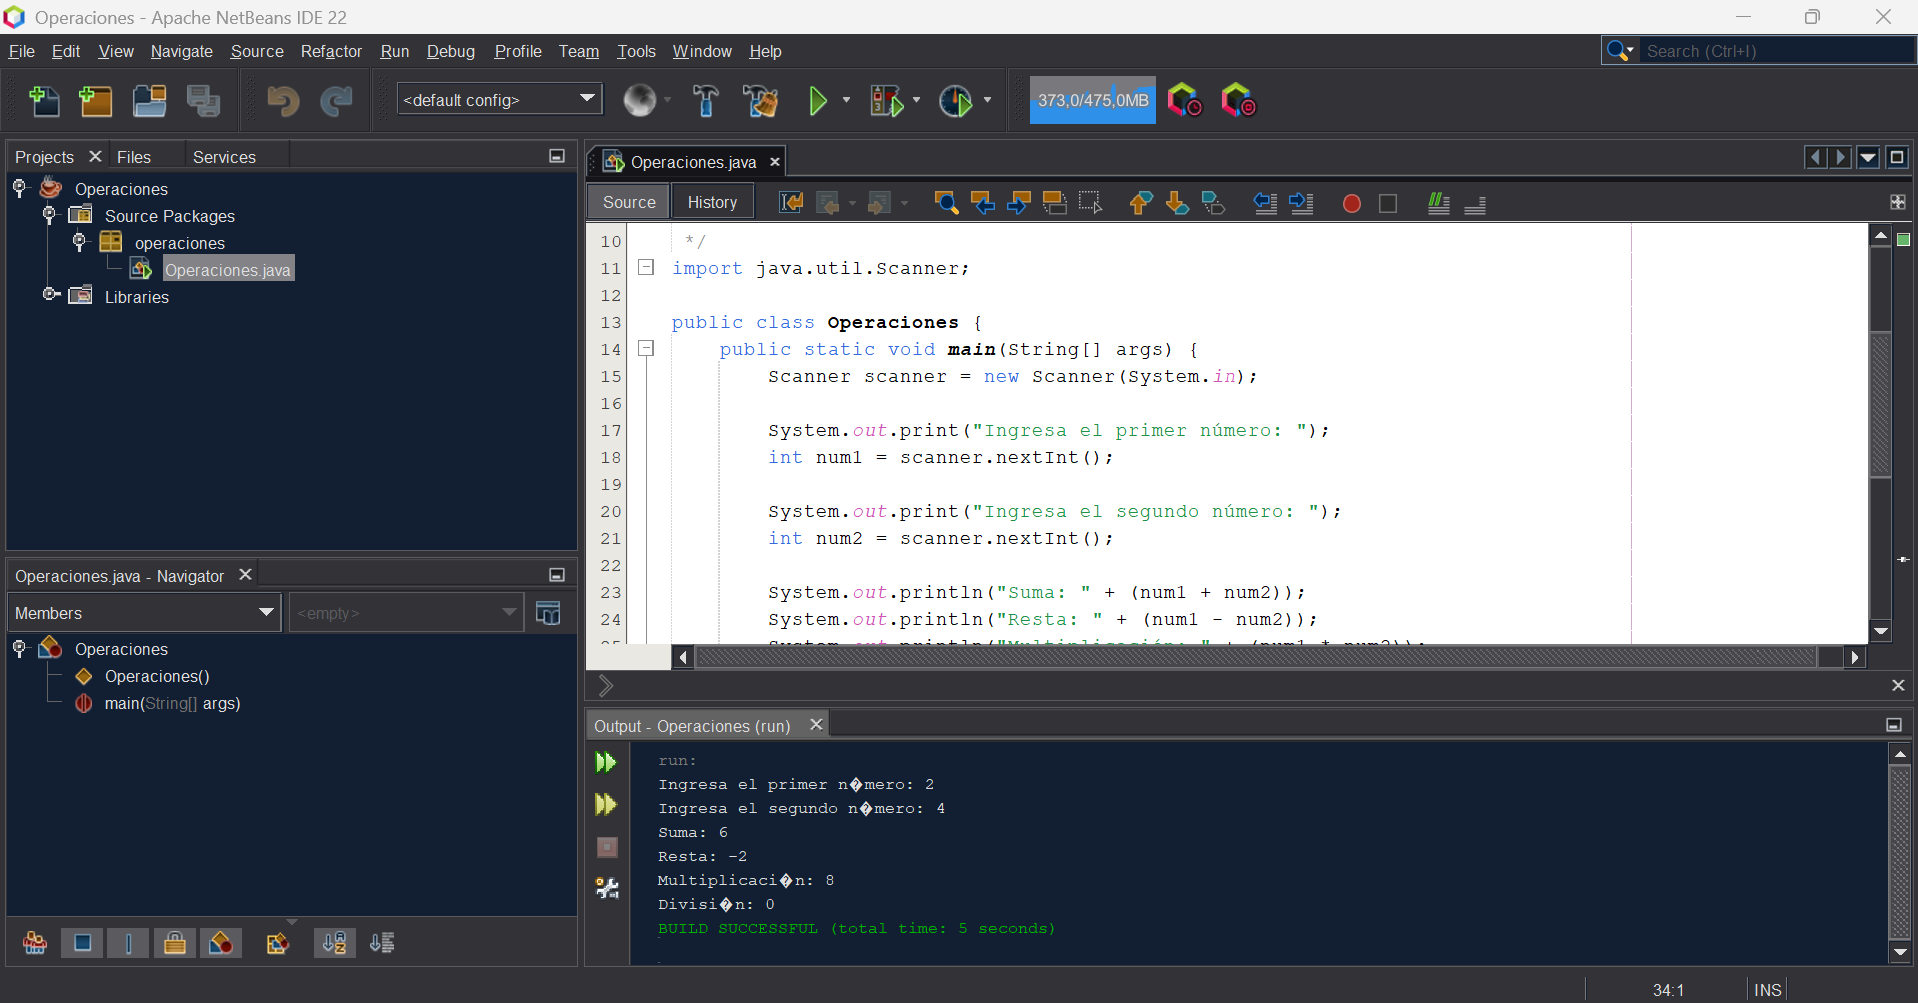 Operaciones - Apache NetBeans IDE 22
File Edit View Navigate Source Refactor Run Debug Profile Team Tools Window Help
Search (Ctrl+I)
<default config>
373,0/475,0MB
Projects Files Services
Operaciones
Source Packages
operaciones
Operaciones.java
Libraries
Operaciones.java - Navigator
Members <empty>
Operaciones
Operaciones()
main(String[] args)
Operaciones.java
Source History
10 */
11 import java.util.Scanner;
12
13 public class Operaciones {
14 public static void main(String[] args) {
15 Scanner scanner = new Scanner(System.in);
16
17 System.out.print("Ingresa el primer número: ");
18 int num1 = scanner.nextInt();
19
20 System.out.print("Ingresa el segundo número: ");
21 int num2 = scanner.nextInt();
22
23 System.out.println("Suma: " + (num1 + num2));
24 System.out.println("Resta: " + (num1 - num2));
25 System.out.println("Multiplicación: " + (num1 * num2));
Output - Operaciones (run)
run:
Ingresa el primer n�mero: 2
Ingresa el segundo n�mero: 4
Suma: 6
Resta: -2
Multiplicaci�n: 8
Divisi�n: 0
BUILD SUCCESSFUL (total time: 5 seconds)
34:1 INS